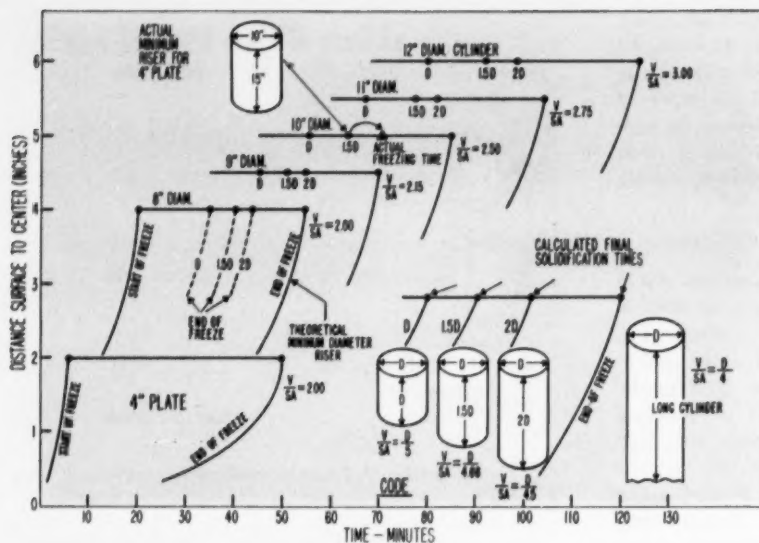 ACTUAL
MINIMUM
RISER FOR
4" PLATE
10"
15"
12" DIAM. CYLINDER
D 1.5D 2D
V/SA = 3.00
11" DIAM.
D 1.5D 2D
V/SA = 2.75
10" DIAM.
D 1.5D
ACTUAL
FREEZING TIME
V/SA = 2.50
9" DIAM.
D 1.5D 2D
V/SA = 2.15
8" DIAM.
D 1.5D 2D
V/SA = 2.00
START OF FREEZE
END OF FREEZE
END OF
FREEZE
THEORETICAL
MINIMUM DIAMETER
RISER
4" PLATE
V/SA = 2.00
START OF FREEZE
END OF FREEZE
CALCULATED FINAL
SOLIDIFICATION TIMES
D 1.5D 2D
END OF FREEZE
D D D D
D 1.5D 2D
LONG CYLINDER
V/SA = D/5
V/SA = D/4.66
V/SA = D/4.5
V/SA = D/4
CODE
DISTANCE SURFACE TO CENTER (INCHES)
6
5
4
3
2
1
0
10 20 30 40 50 60 70 80 90 100 110 120 130
TIME – MINUTES